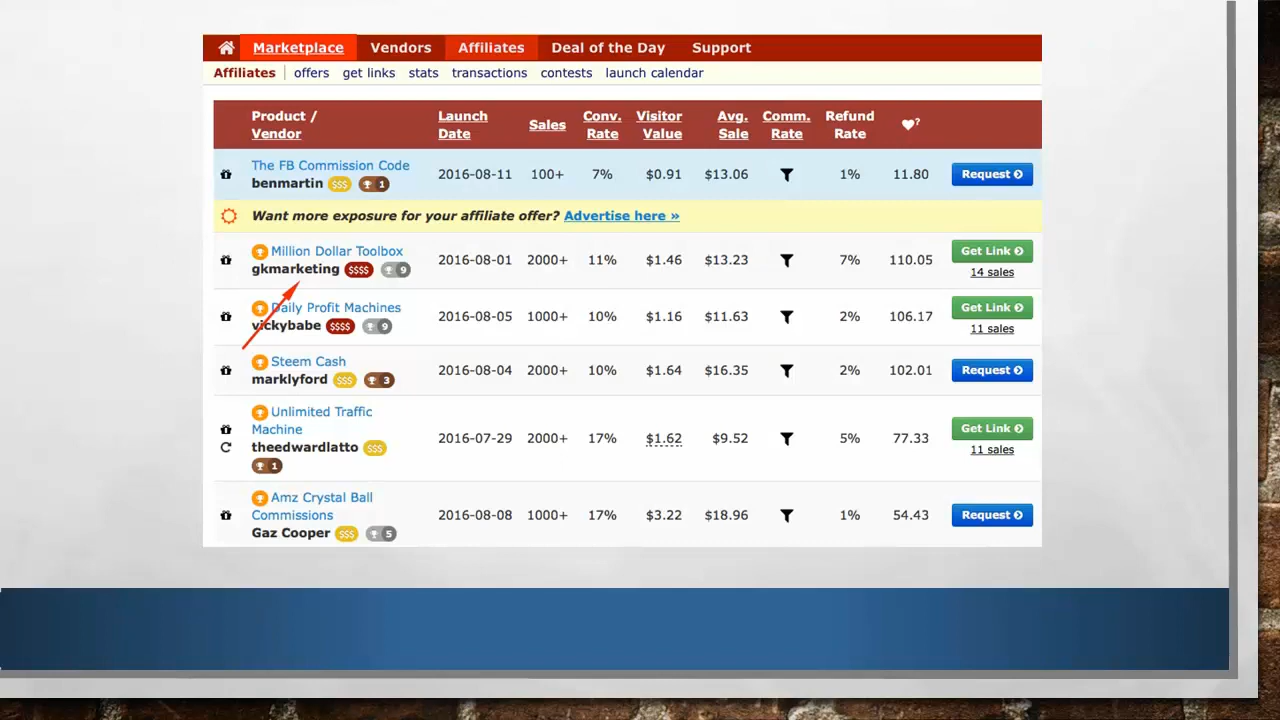 Marketplace Vendors Affiliates Deal of the Day Support
Affiliates offers get links stats transactions contests launch calendar
Product / Vendor Launch Date Sales Conv. Rate Visitor Value Avg. Sale Comm. Rate Refund Rate ?
The FB Commission Code
benmartin $$$ 1 2016-08-11 100+ 7% $0.91 $13.06 1% 11.80 Request
Want more exposure for your affiliate offer? Advertise here »
Million Dollar Toolbox
gkmarketing $$$$ 9 2016-08-01 2000+ 11% $1.46 $13.23 7% 110.05 Get Link
14 sales
Daily Profit Machines
vickybabe $$$$ 9 2016-08-05 1000+ 10% $1.16 $11.63 2% 106.17 Get Link
11 sales
Steem Cash
marklyford $$$ 3 2016-08-04 2000+ 10% $1.64 $16.35 2% 102.01 Request
Unlimited Traffic
Machine
theedwardlatto $$$ 1 2016-07-29 2000+ 17% $1.62 $9.52 5% 77.33 Get Link
11 sales
Amz Crystal Ball
Commissions
Gaz Cooper $$$ 5 2016-08-08 1000+ 17% $3.22 $18.96 1% 54.43 Request